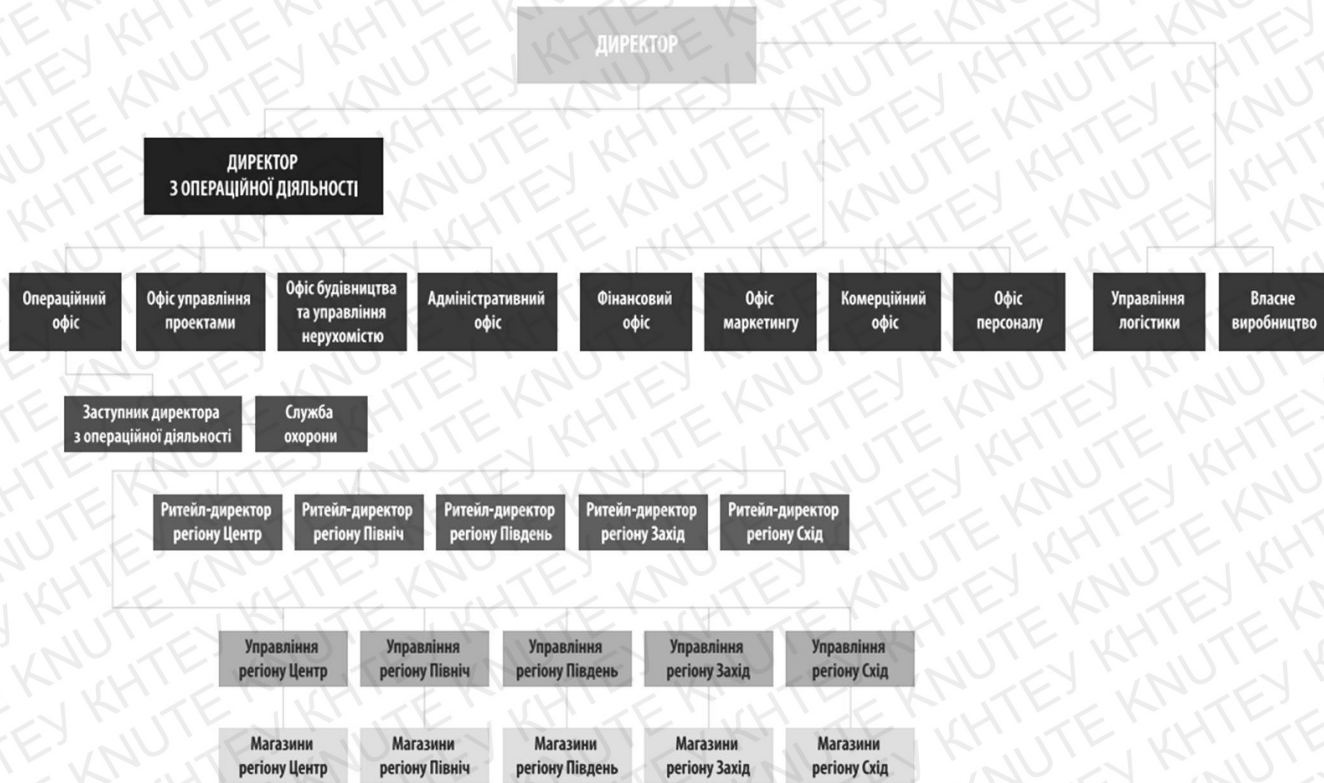 ДИРЕКТОР
ДИРЕКТОР
З ОПЕРАЦІЙНОЇ ДІЯЛЬНОСТІ
Операційний
офіс
Офіс управління
проектами
Офіс будівництва
та управління
нерухомістю
Адміністративний
офіс
Фінансовий
офіс
Офіс
маркетингу
Комерційний
офіс
Офіс
персоналу
Управління
логістики
Власне
виробництво
Заступник директора
з операційної діяльності
Служба
охорони
Ритейл-директор
регіону Центр
Ритейл-директор
регіону Північ
Ритейл-директор
регіону Південь
Ритейл-директор
регіону Захід
Ритейл-директор
регіону Схід
Управління
регіону Центр
Управління
регіону Північ
Управління
регіону Південь
Управління
регіону Захід
Управління
регіону Схід
Магазини
регіону Центр
Магазини
регіону Північ
Магазини
регіону Південь
Магазини
регіону Захід
Магазини
регіону Схід